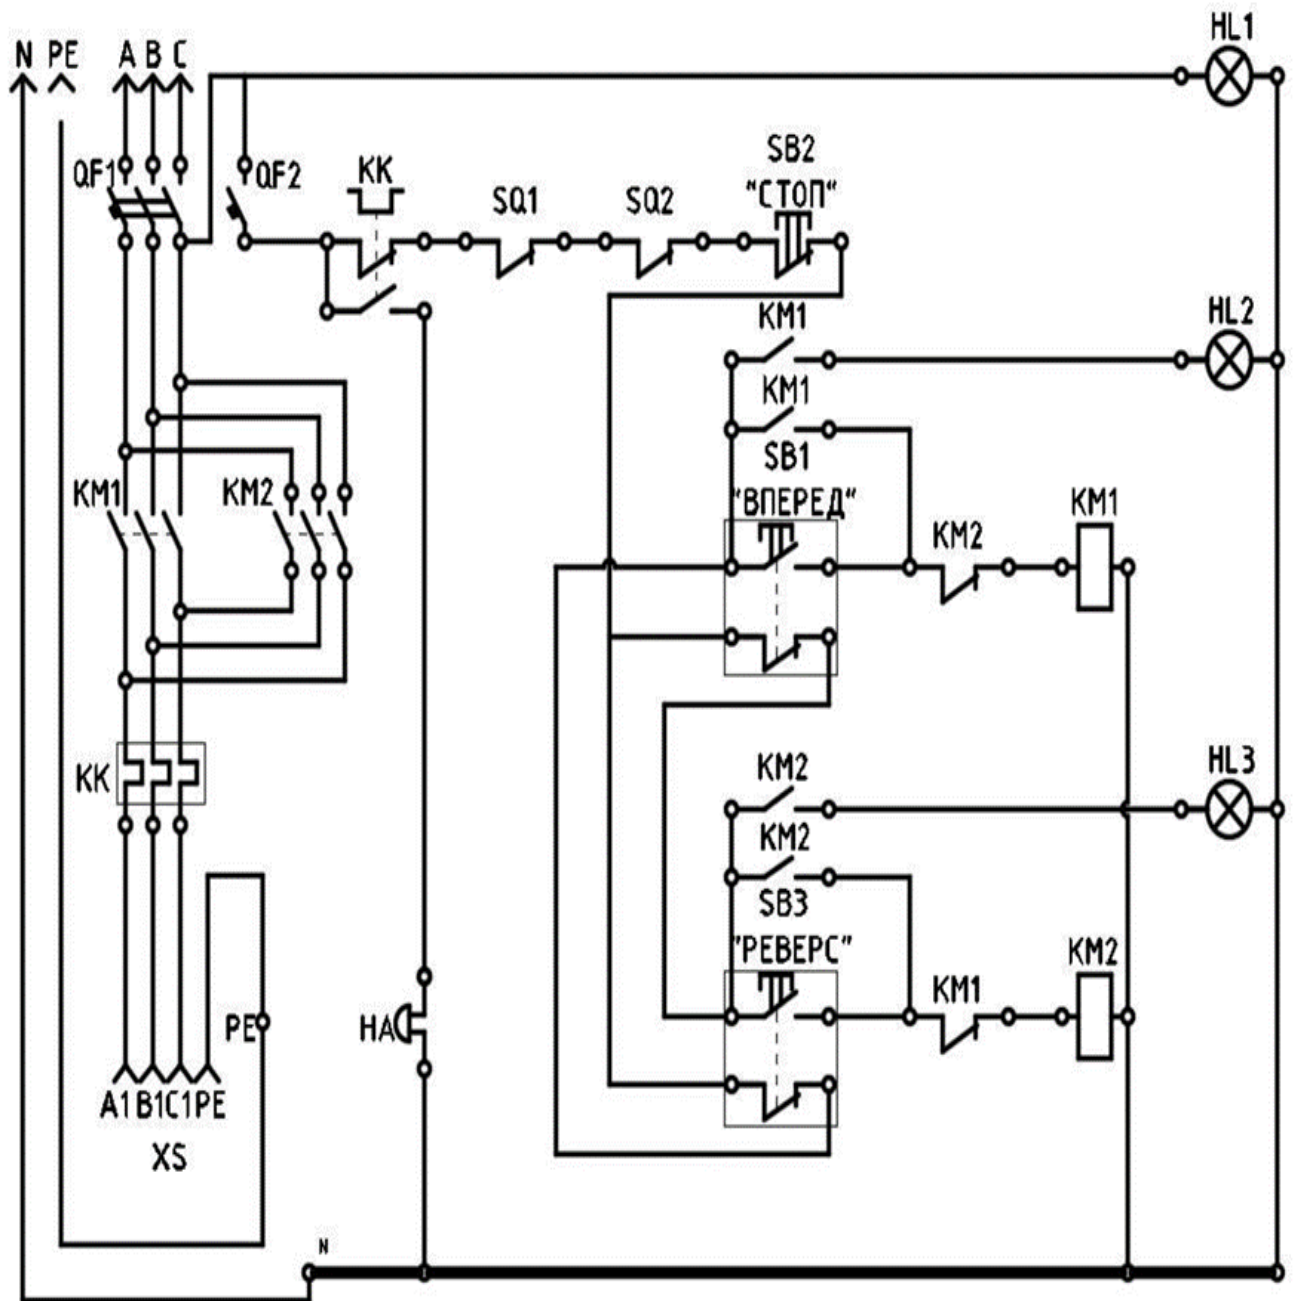 HL1
N PE A B C
SB2
QF1 QF2 KK "СТОП"
SQ1 SQ2
KM1
HL2
KM1
SB1
KM1 KM2 "ВПЕРЕД" KM1
KM2
KK
KM2 HL3
KM2
SB3
"РЕВЕРС" KM2
KM1
PE HA
A1 B1 C1 PE
XS
N